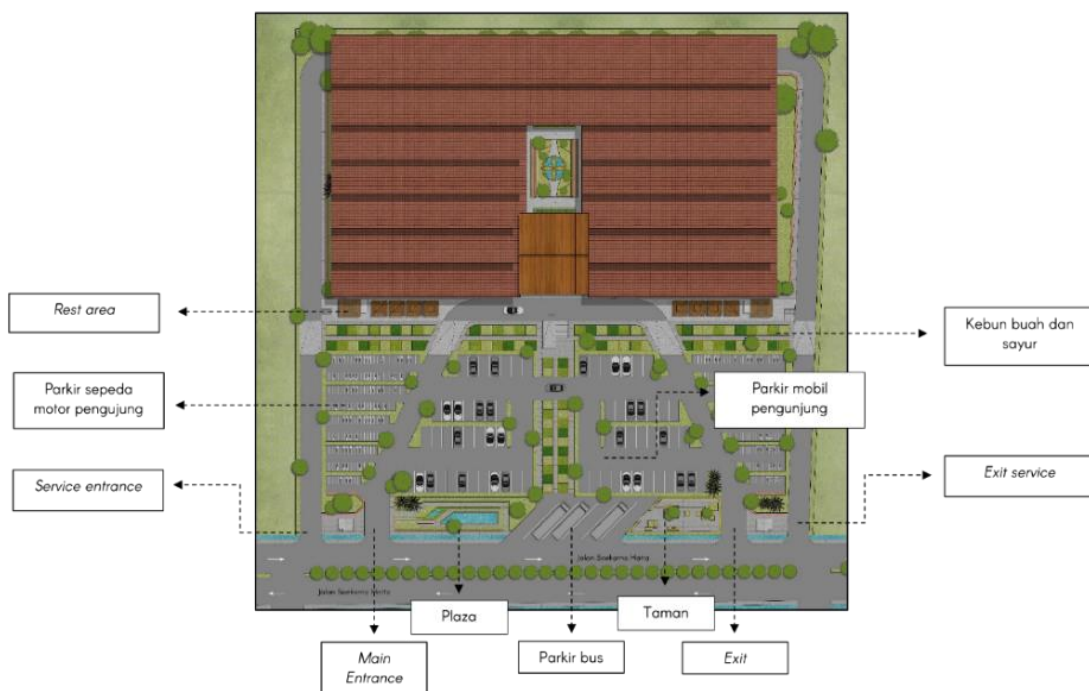 Rest area
Kebun buah dan
sayur
Parkir sepeda
motor pengujung
Parkir mobil
pengunjung
Service entrance
Exit service
Jalan Soekarno Hatta
Jalan Soekarno Hatta
Plaza
Taman
Main
Entrance
Parkir bus
Exit